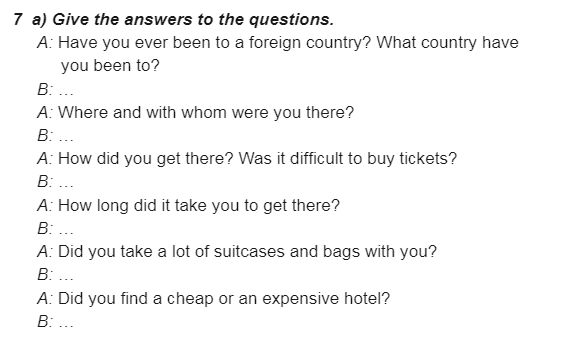 7 a) Give the answers to the questions.
A: Have you ever been to a foreign country? What country have
you been to?
B: ...
A: Where and with whom were you there?
B: ...
A: How did you get there? Was it difficult to buy tickets?
B: ...
A: How long did it take you to get there?
B: ...
A: Did you take a lot of suitcases and bags with you?
B: ...
A: Did you find a cheap or an expensive hotel?
B: ...